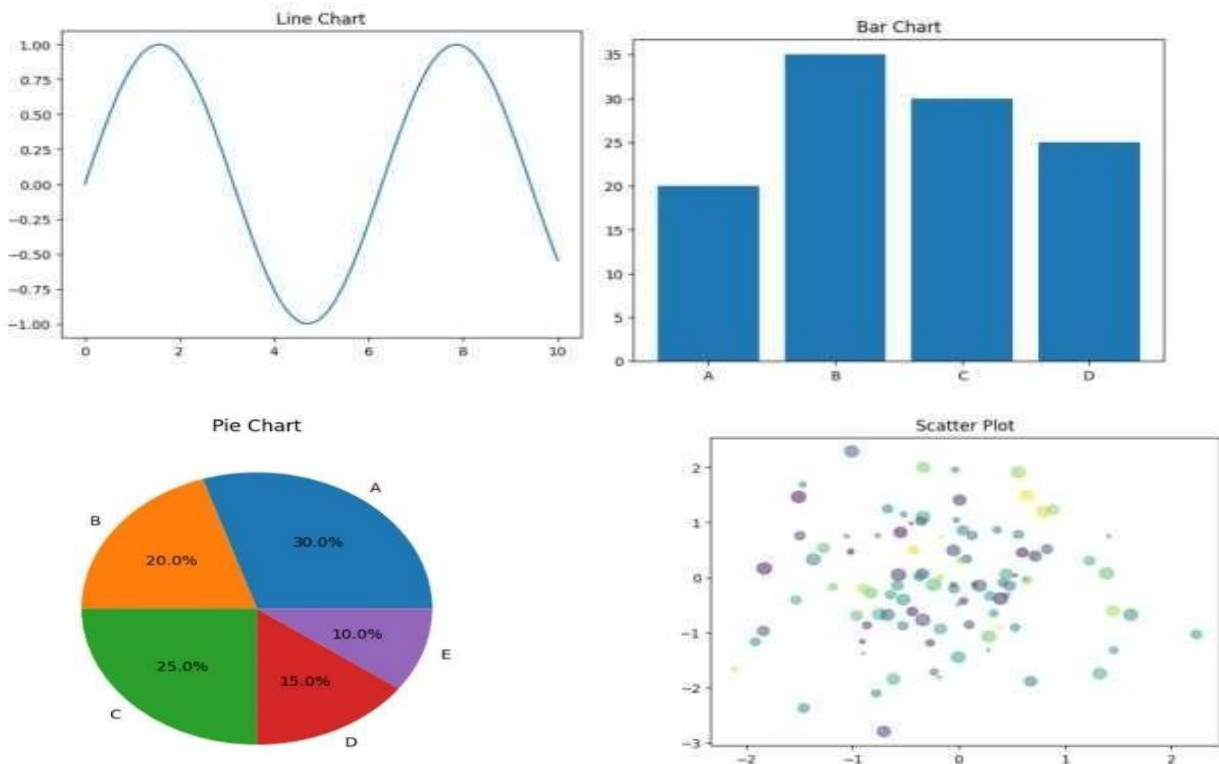 Line Chart
1.00
0.75
0.50
0.25
0.00
−0.25
−0.50
−0.75
−1.00
0 2 4 6 8 10
Bar Chart
35
30
25
20
15
10
5
0
A B C D
Pie Chart
A
B
30.0%
20.0%
10.0%
E
25.0%
15.0%
C
D
Scatter Plot
2
1
0
−1
−2
−3
−2 −1 0 1 2